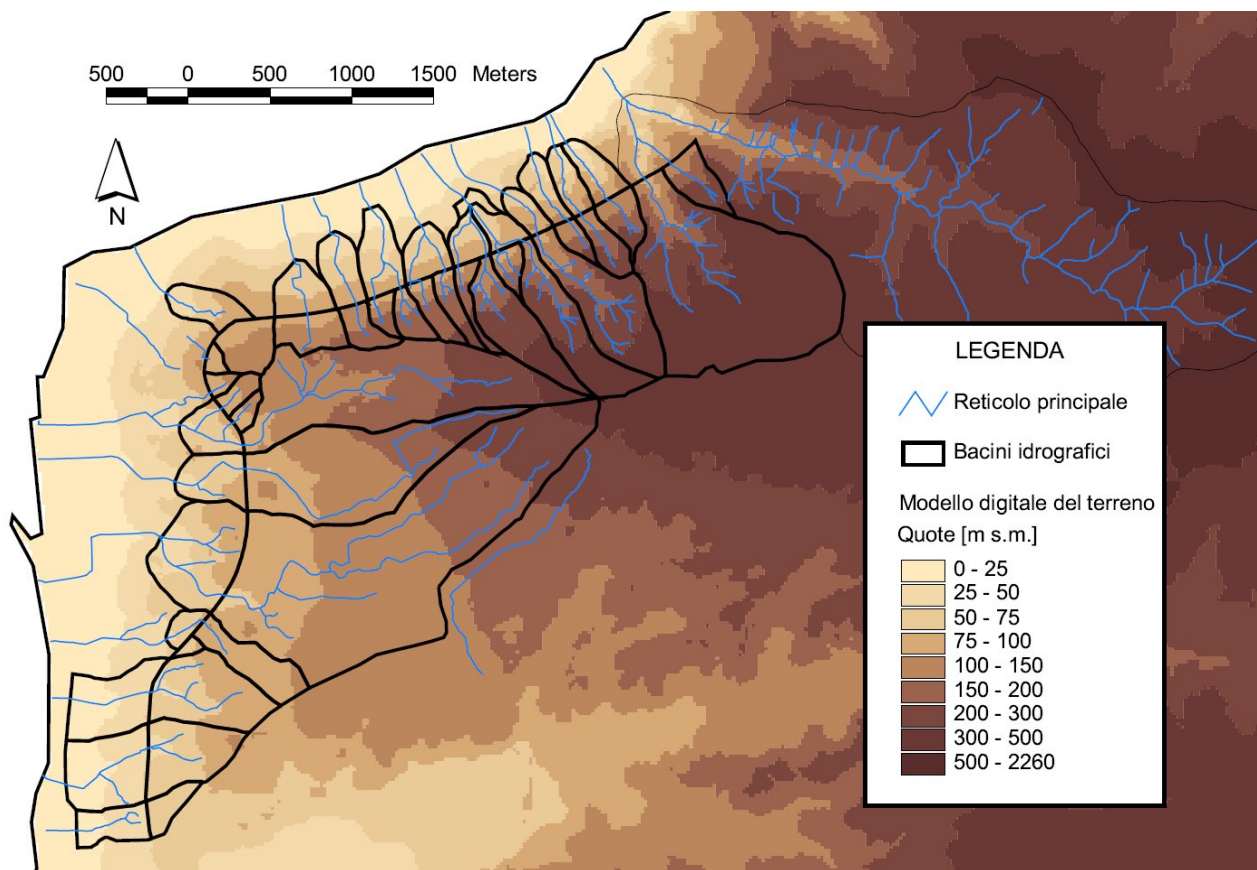 500 0 500 1000 1500 Meters
N
LEGENDA
Reticolo principale
Bacini idrografici
Modello digitale del terreno
Quote [m s.m.]
0 - 25
25 - 50
50 - 75
75 - 100
100 - 150
150 - 200
200 - 300
300 - 500
500 - 2260